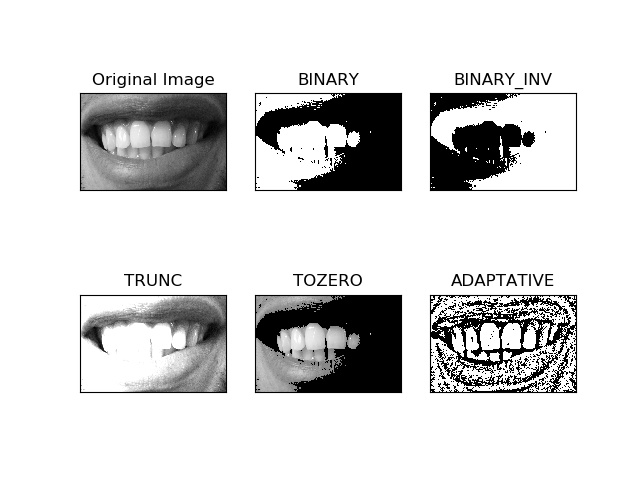 Original Image
BINARY
BINARY_INV
TRUNC
TOZERO
ADAPTATIVE